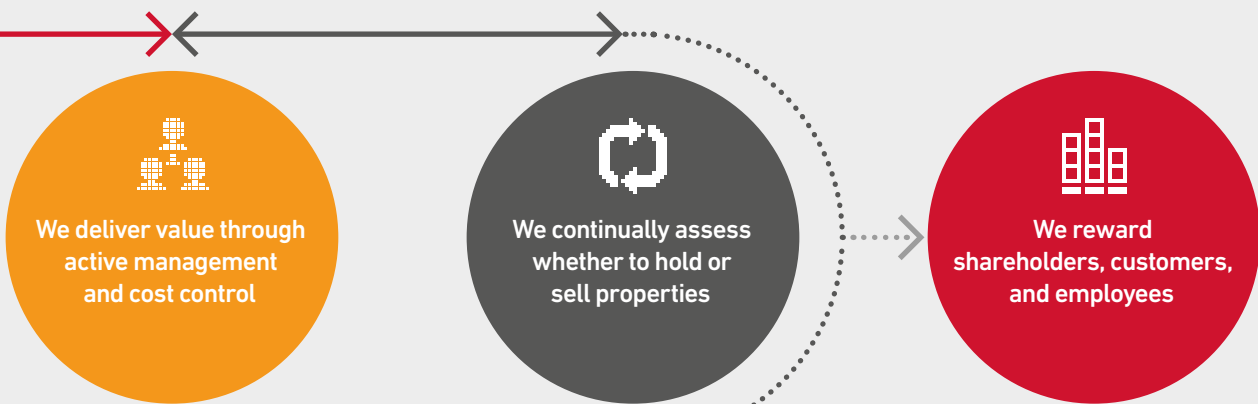 We deliver value through
active management
and cost control
We continually assess
whether to hold or
sell properties
We reward
shareholders, customers,
and employees